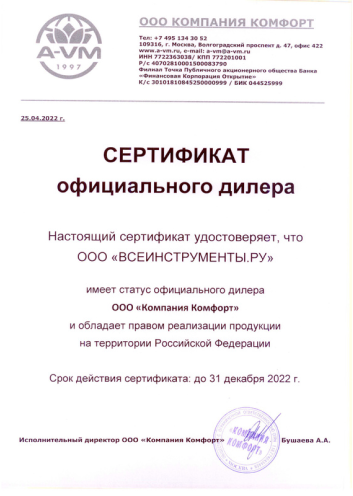 A-VM
1997
ООО КОМПАНИЯ КОМФОРТ
Тел: +7 495 134 30 52
109316, г. Москва, Волгоградский проспект д. 47, офис 422
www.a-vm.ru, e-mail: a-vm@a-vm.ru
ИНН 7722363038/ КПП 772201001
Р/с 40702810001500083790
Филиал Точка Публичного акционерного общества Банка
«Финансовая Корпорация Открытие»
К/с 30101810845250000999 / БИК 044525999
25.04.2022 г.
СЕРТИФИКАТ
официального дилера
Настоящий сертификат удостоверяет, что
ООО «ВСЕИНСТРУМЕНТЫ.РУ»
имеет статус официального дилера
ООО «Компания Комфорт»
и обладает правом реализации продукции
на территории Российской Федерации
Срок действия сертификата: до 31 декабря 2022 г.
Исполнительный директор ООО «Компания Комфорт»
Бушаева А.А.
«КОМПАНИЯ
КОМФОРТ»